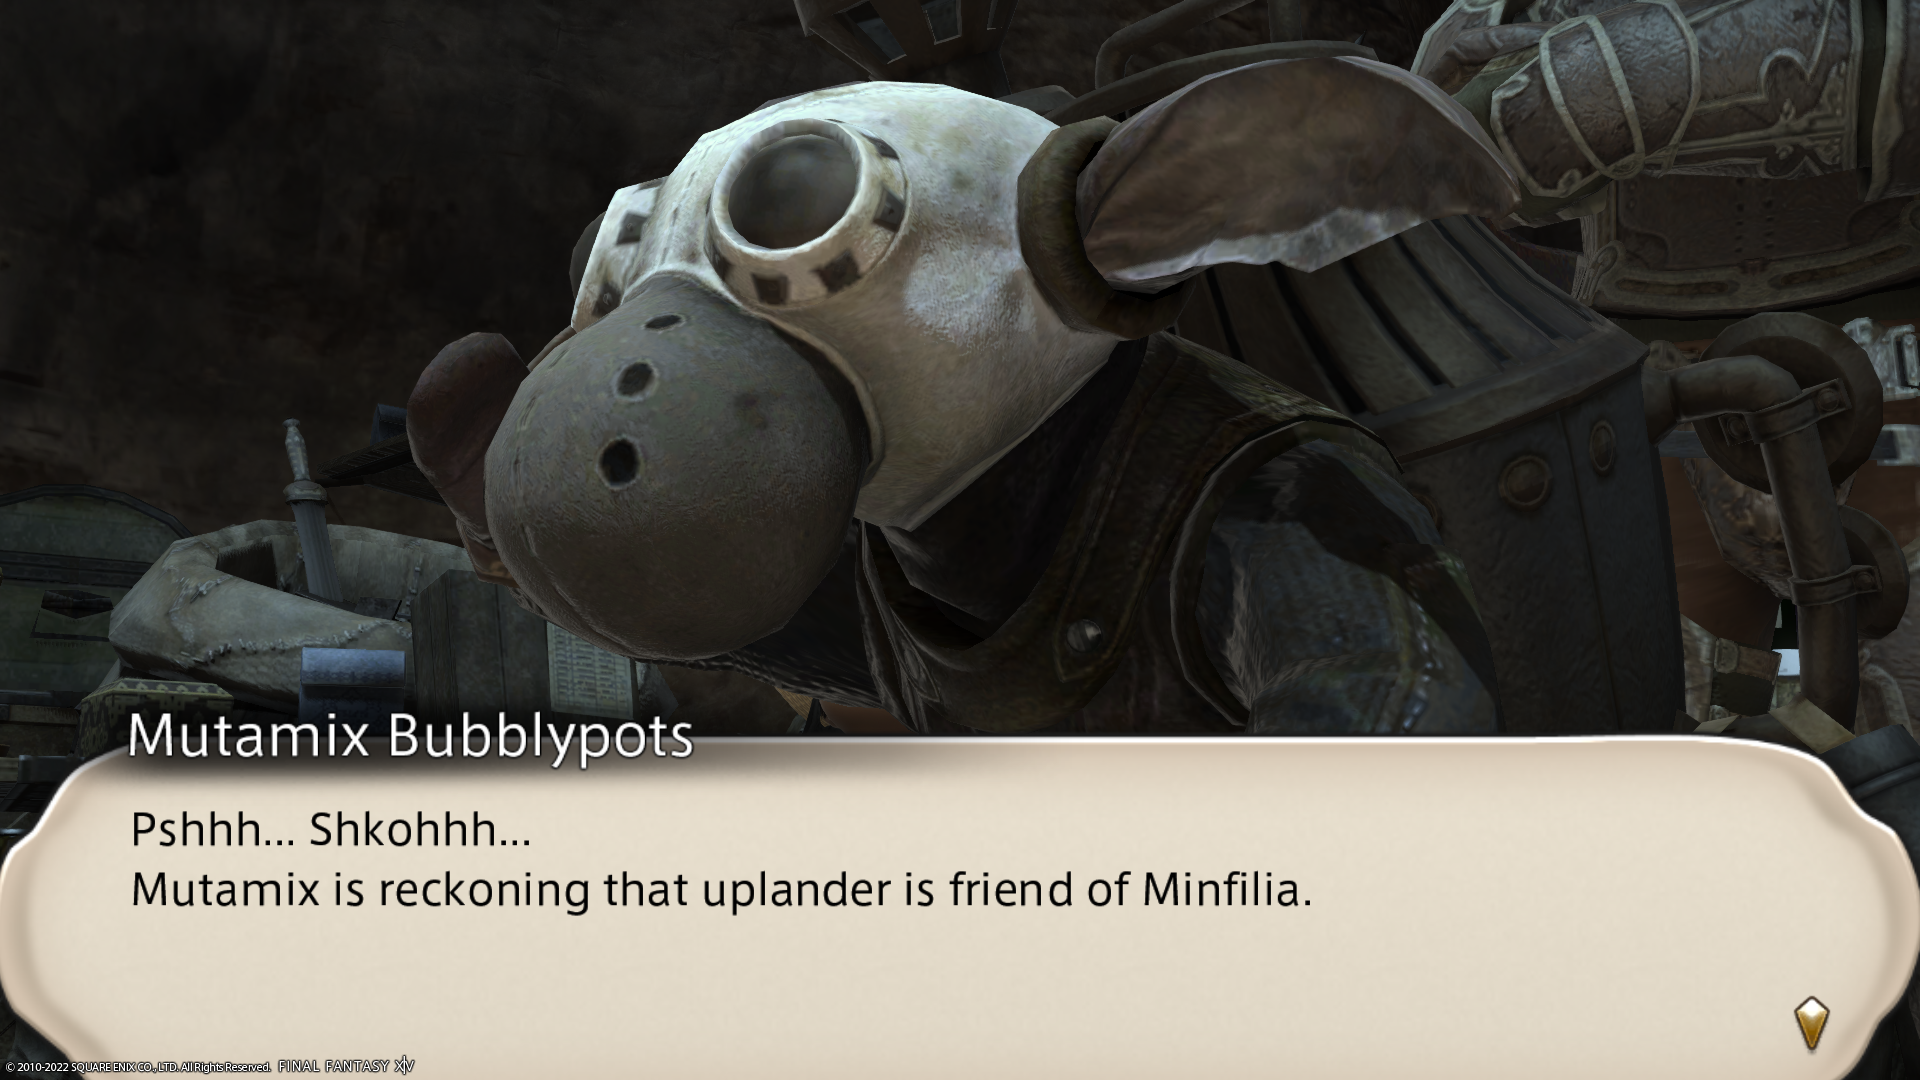 Mutamix Bubblypots
Pshhh... Shkohhh...
Mutamix is reckoning that uplander is friend of Minfilia.
© 2010-2022 SQUARE ENIX CO., LTD. All Rights Reserved. FINAL FANTASY XIV